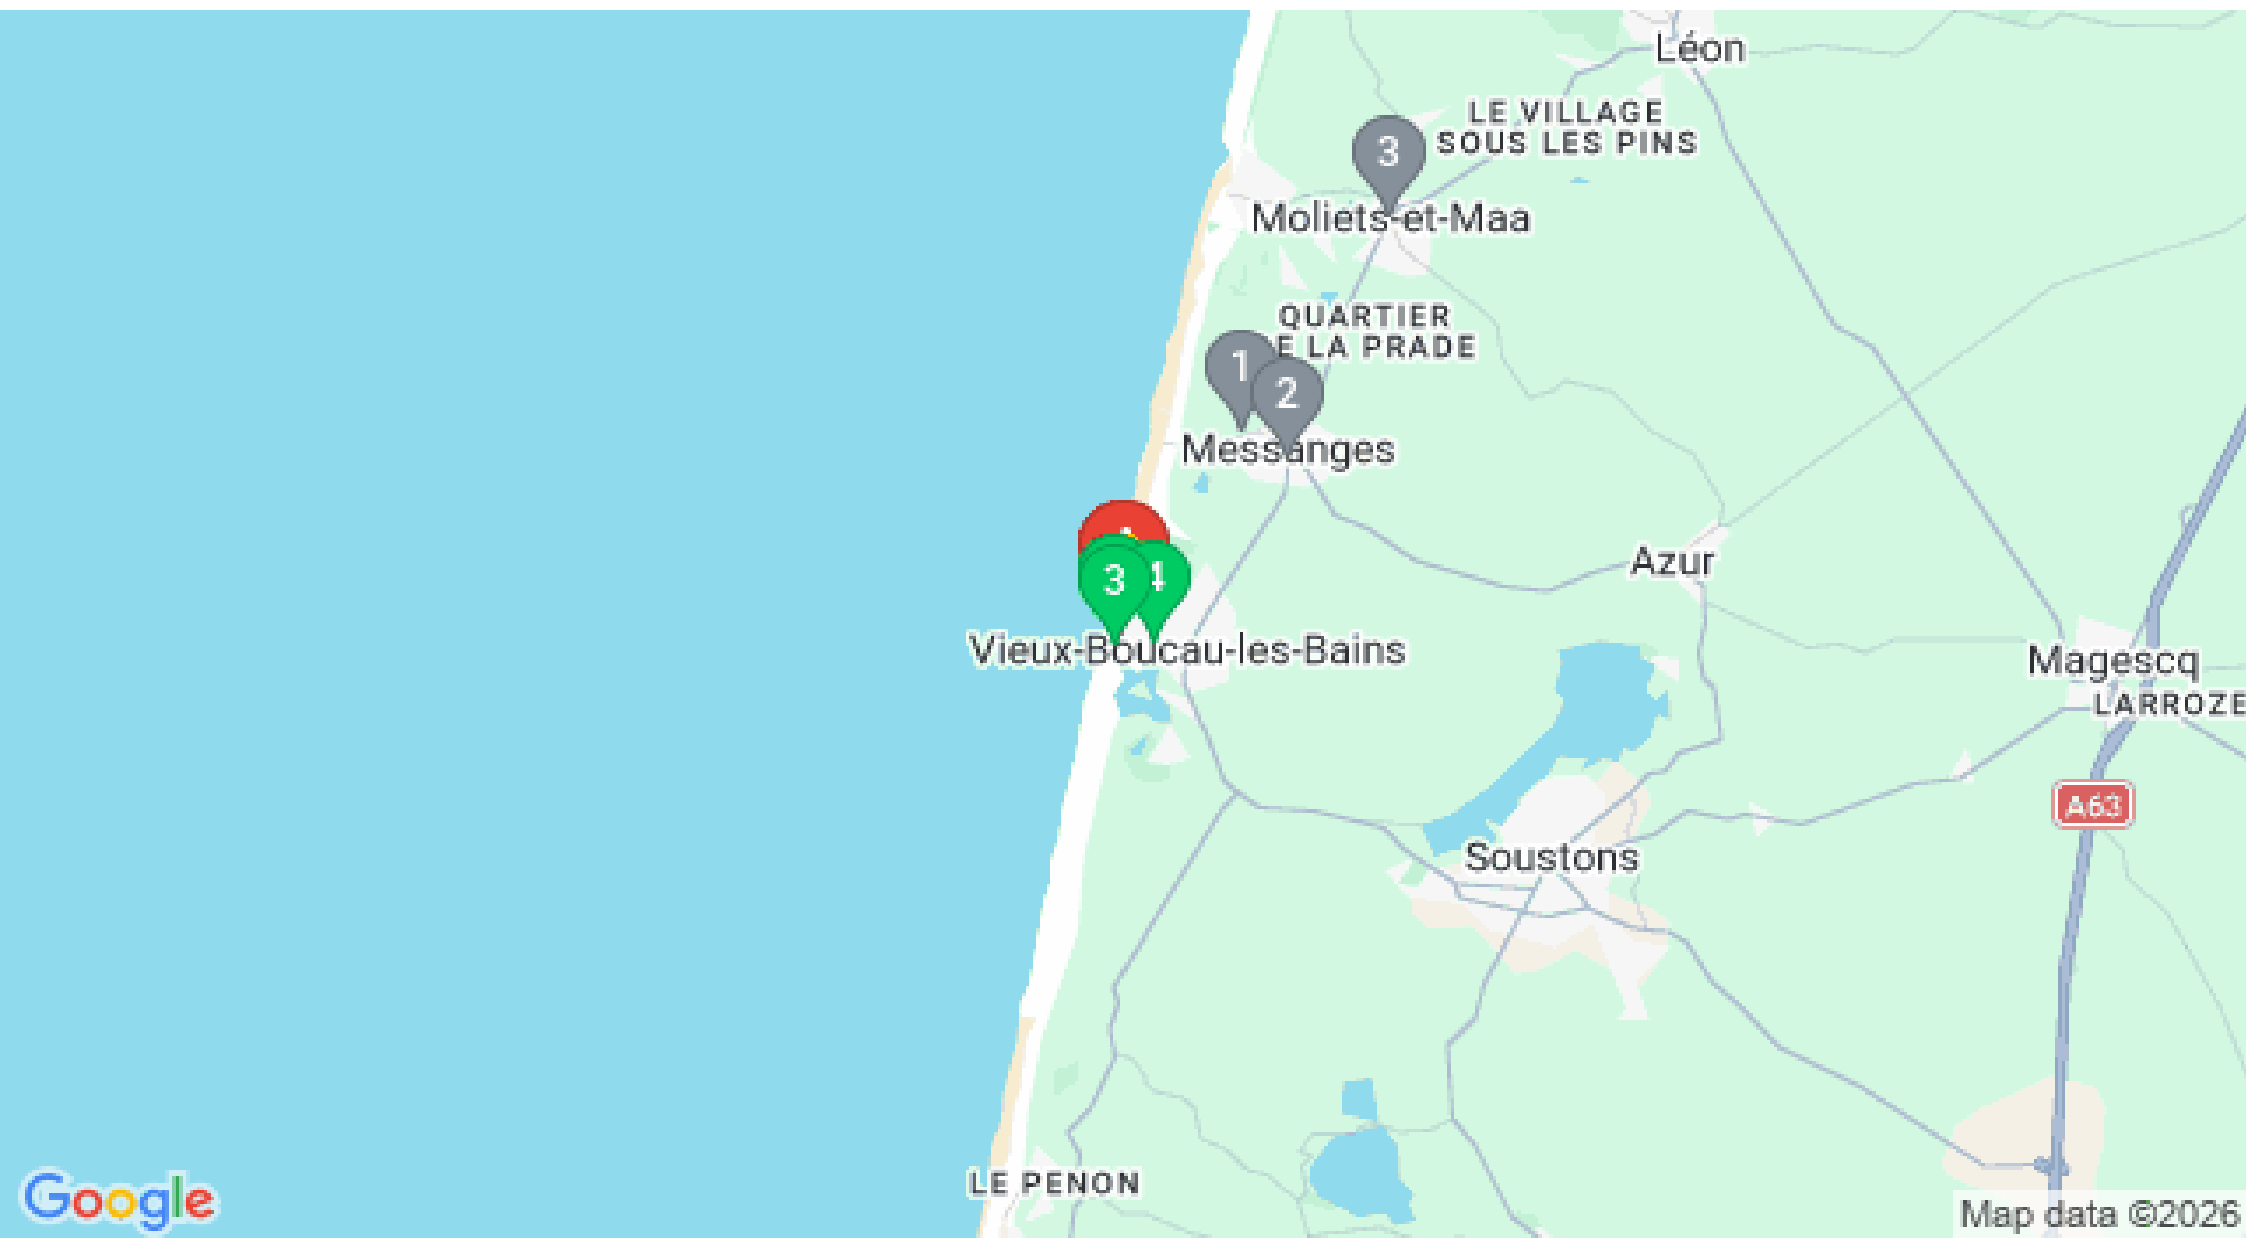 Léon
LE VILLAGE
SOUS LES PINS
3
Moliets-et-Maa
QUARTIER
E LA PRADE
1
2
Messanges
Azur
3
4
Vieux-Boucau-les-Bains
Magescq
LARROZE
A63
Soustons
LE PENON
Google
Map data ©2026